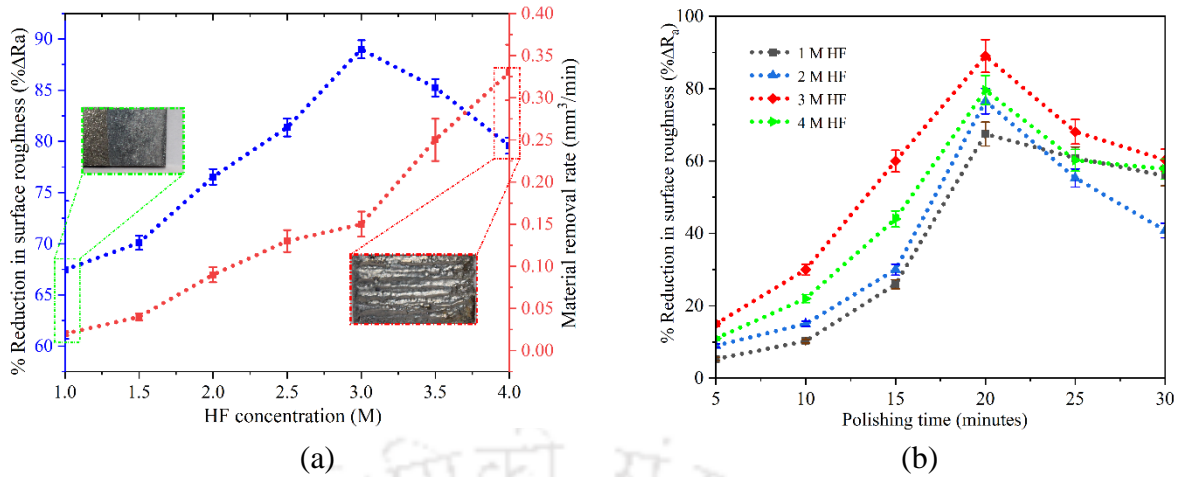 % Reduction in surface roughness (%ΔRa)
90
85
80
75
70
65
60
0.40
0.35
0.30
0.25
0.20
0.15
0.10
0.05
0.00
Material removal rate (mm³/min)
1.0 1.5 2.0 2.5 3.0 3.5 4.0
HF concentration (M)
(a)
% Reduction in surface roughness (%ΔRₐ)
100
80
60
40
20
0
1 M HF
2 M HF
3 M HF
4 M HF
5 10 15 20 25 30
Polishing time (minutes)
(b)